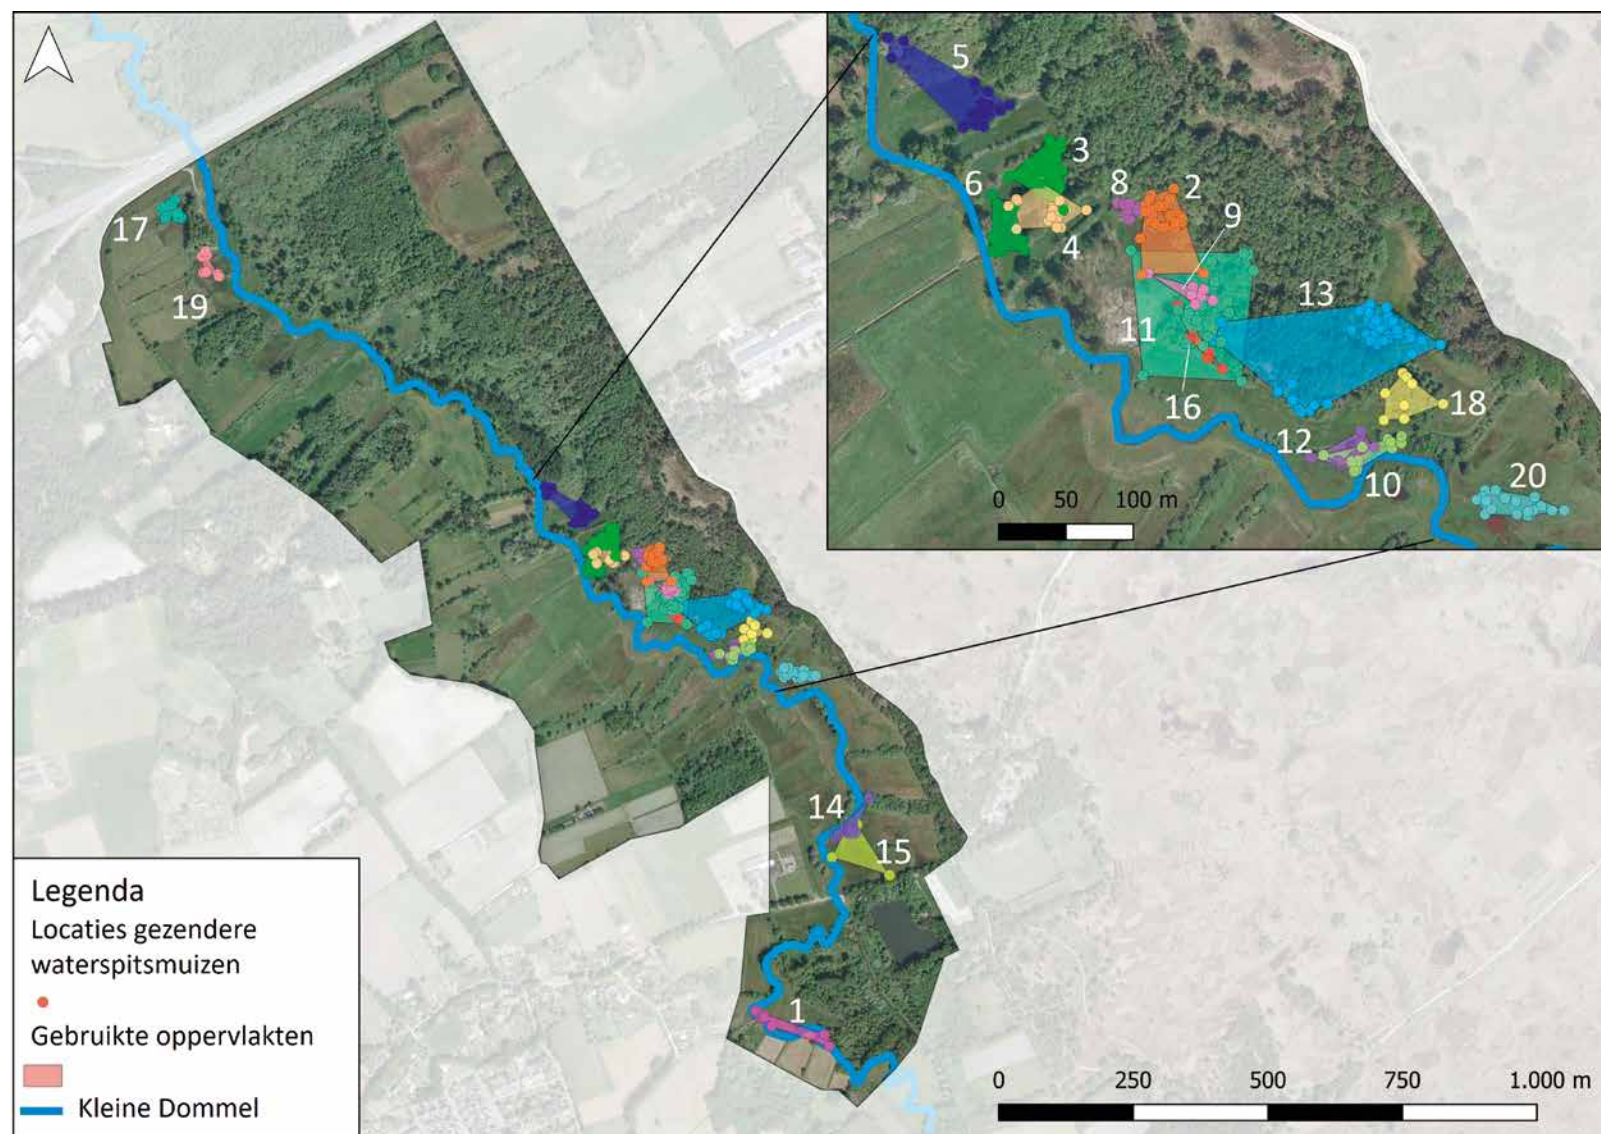 5
3
6
8
2
9
4
13
11
16
18
12
10
20
0 50 100 m
17
19
14
15
1
Legenda
Locaties gezendere
waterspitsmuizen
Gebruikte oppervlakten
Kleine Dommel
0 250 500 750 1.000 m